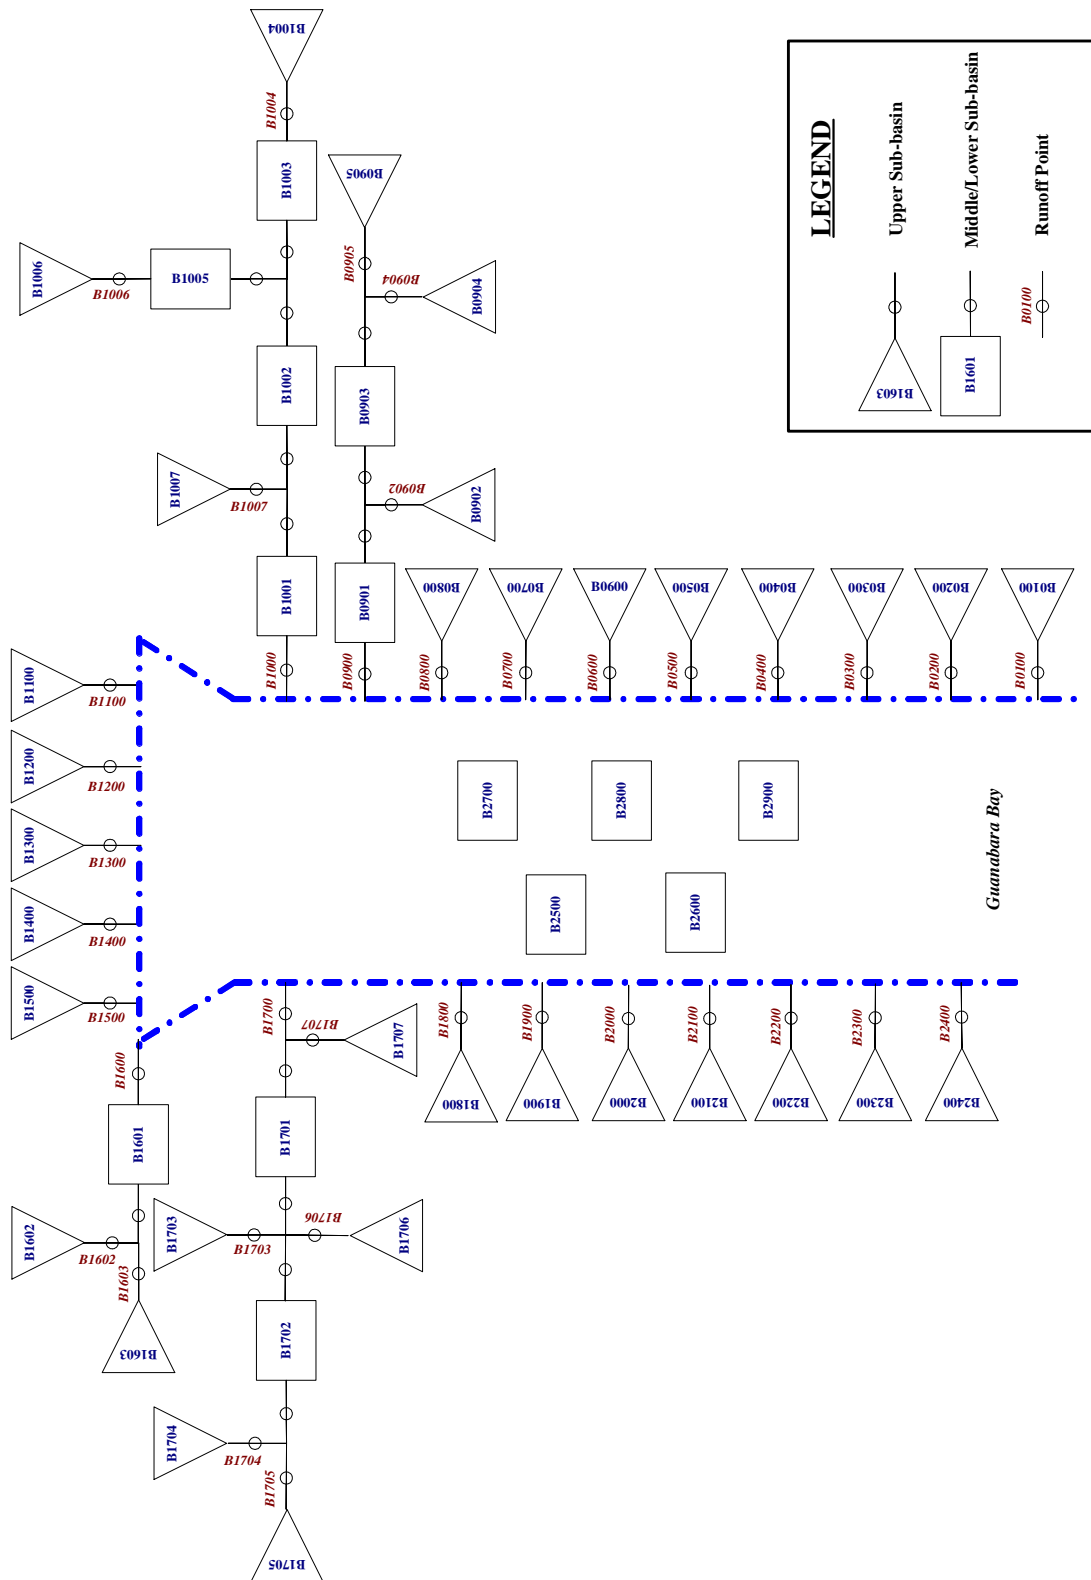 B1004
B1004
B1003
B0905
B0905
B1006
B1006
B1005
B0904
B0904
B1002
B0903
B1007
B1007
B0902
B0902
B1001
B0901
B1000
B0900
B0800
B0800
B0700
B0700
B0600
B0600
B0500
B0500
B0400
B0400
B0300
B0300
B0200
B0200
B0100
B0100
B1100
B1100
B1200
B1200
B1300
B1300
B1400
B1400
B1500
B1500
B2700
B2800
B2900
B2500
B2600
Guanabara Bay
B1600
B1601
B1602
B1602
B1603
B1603
B1700
B1707
B1707
B1701
B1703
B1703
B1706
B1706
B1702
B1704
B1704
B1705
B1705
B1800
B1800
B1900
B1900
B2000
B2000
B2100
B2100
B2200
B2200
B2300
B2300
B2400
B2400
LEGEND
B1603
Upper Sub-basin
B1601
Middle/Lower Sub-basin
B0100
Runoff Point